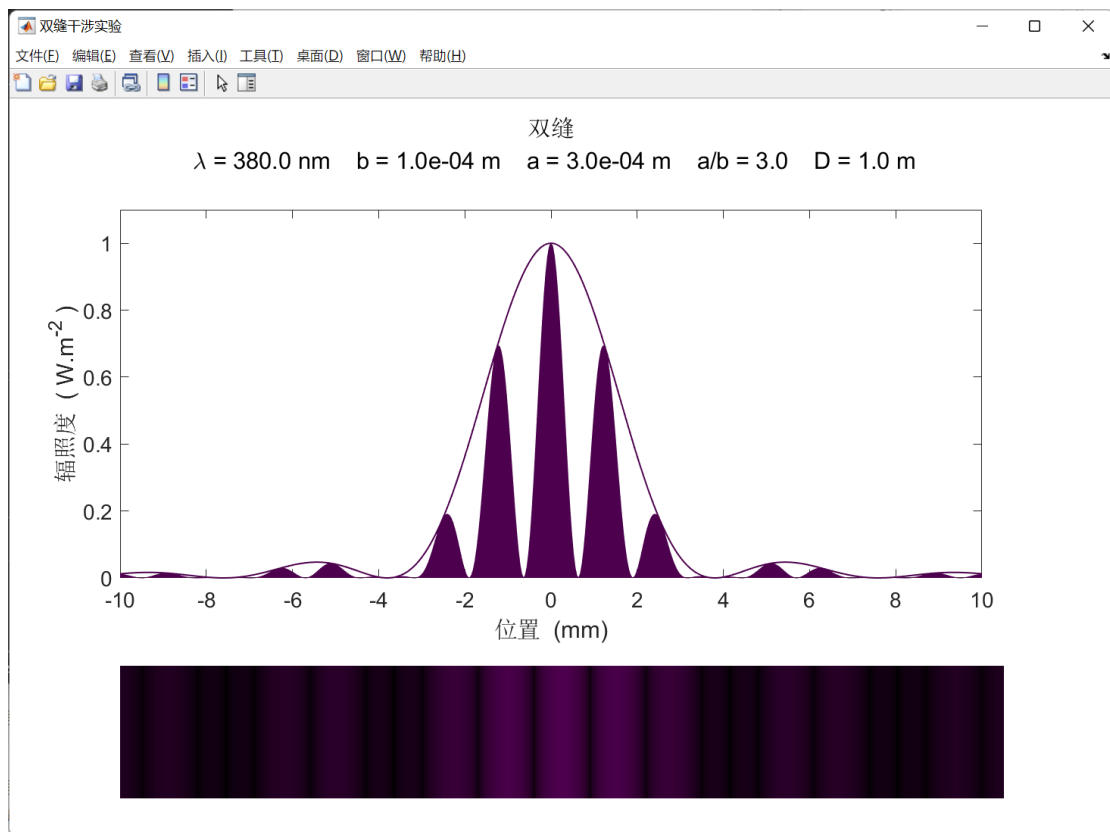 双缝干涉实验
文件(F) 编辑(E) 查看(V) 插入(I) 工具(T) 桌面(D) 窗口(W) 帮助(H)
双缝
λ = 380.0 nm b = 1.0e-04 m a = 3.0e-04 m a/b = 3.0 D = 1.0 m
1
0.8
0.6
0.4
0.2
0
辐照度 ( W.m-2 )
-10 -8 -6 -4 -2 0 2 4 6 8 10
位置 (mm)